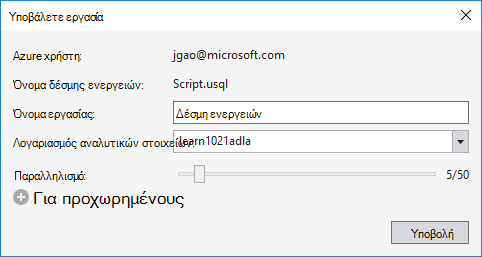 Υποβάλετε εργασία
Azure χρήστη: jgao@microsoft.com
Όνομα δέσμης ενεργειών: Script.usql
Όνομα εργασίας: Δέσμη ενεργειών
Λογαριασμός αναλυτικών στοιχείων: learn1021adla
Παραλληλισμό: 5/50
Για προχωρημένους
Υποβολή